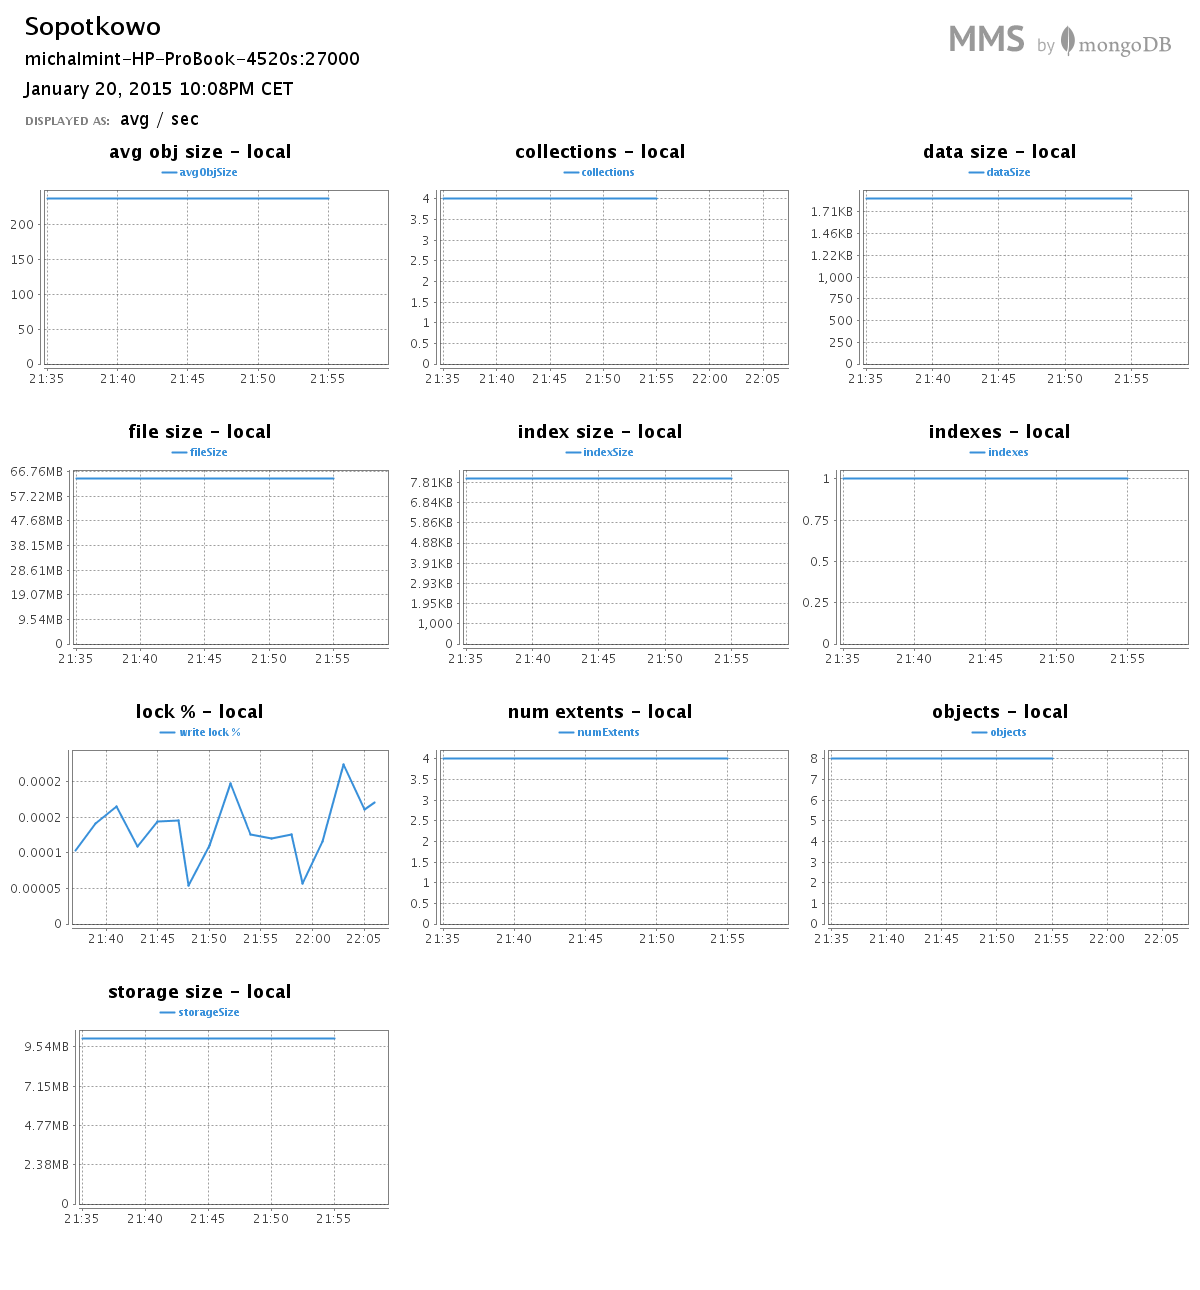 Sopotkowo
MMS by mongoDB
michalmint-HP-ProBook-4520s:27000
January 20, 2015 10:08PM CET
DISPLAYED AS: avg / sec
avg obj size - local
avgObjSize
200
150
100
50
0
21:35 21:40 21:45 21:50 21:55
collections - local
collections
4
3.5
3
2.5
2
1.5
1
0.5
0
21:35 21:40 21:45 21:50 21:55 22:00 22:05
data size - local
dataSize
1.71KB
1.46KB
1.22KB
1,000
750
500
250
0
21:35 21:40 21:45 21:50 21:55
file size - local
fileSize
66.76MB
57.22MB
47.68MB
38.15MB
28.61MB
19.07MB
9.54MB
0
21:35 21:40 21:45 21:50 21:55
index size - local
indexSize
7.81KB
6.84KB
5.86KB
4.88KB
3.91KB
2.93KB
1.95KB
1,000
0
21:35 21:40 21:45 21:50 21:55
indexes - local
indexes
1
0.75
0.5
0.25
0
21:35 21:40 21:45 21:50 21:55
lock % - local
write lock %
0.0002
0.0002
0.0001
0.00005
0
21:40 21:45 21:50 21:55 22:00 22:05
num extents - local
numExtents
4
3.5
3
2.5
2
1.5
1
0.5
0
21:35 21:40 21:45 21:50 21:55
objects - local
objects
8
7
6
5
4
3
2
1
0
21:35 21:40 21:45 21:50 21:55 22:00 22:05
storage size - local
storageSize
9.54MB
7.15MB
4.77MB
2.38MB
0
21:35 21:40 21:45 21:50 21:55